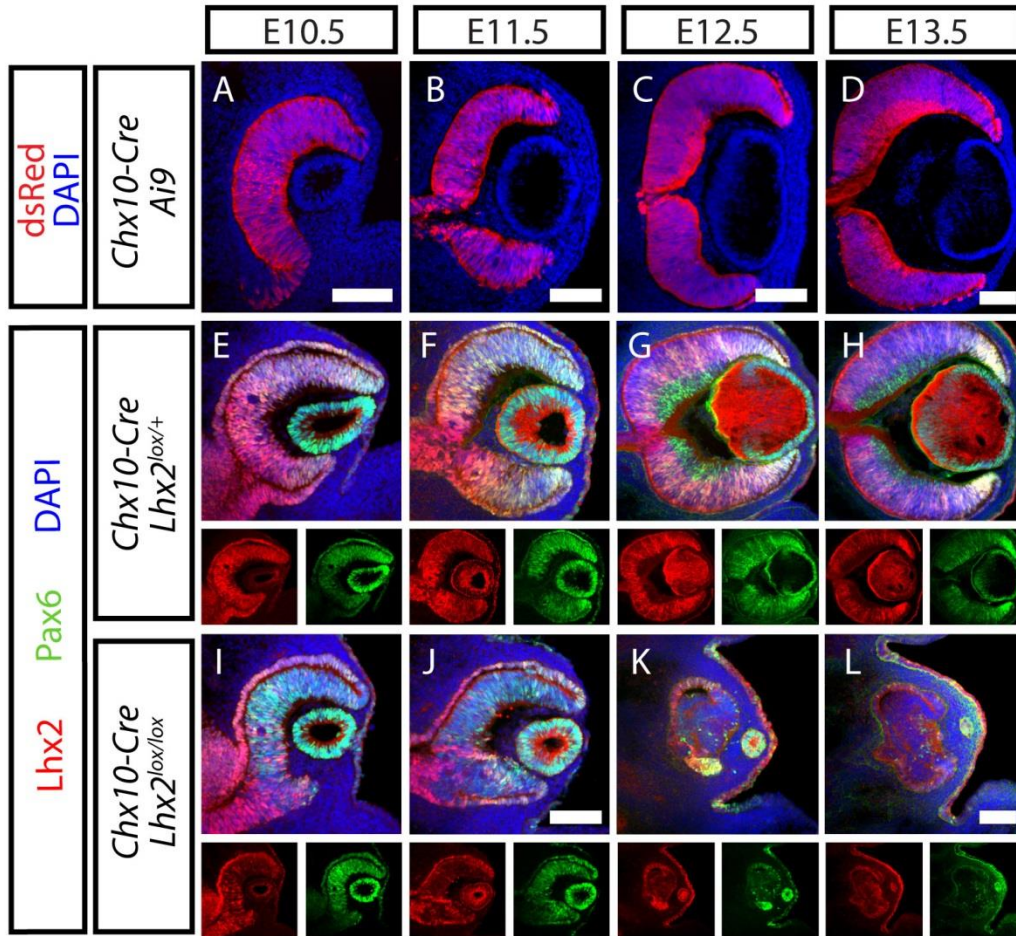 E10.5
E11.5
E12.5
E13.5
dsRed
DAPI
Chx10-Cre
Ai9
A
B
C
D
Lhx2 Pax6 DAPI
Chx10-Cre
Lhx2lox/+
E
F
G
H
Chx10-Cre
Lhx2lox/lox
I
J
K
L